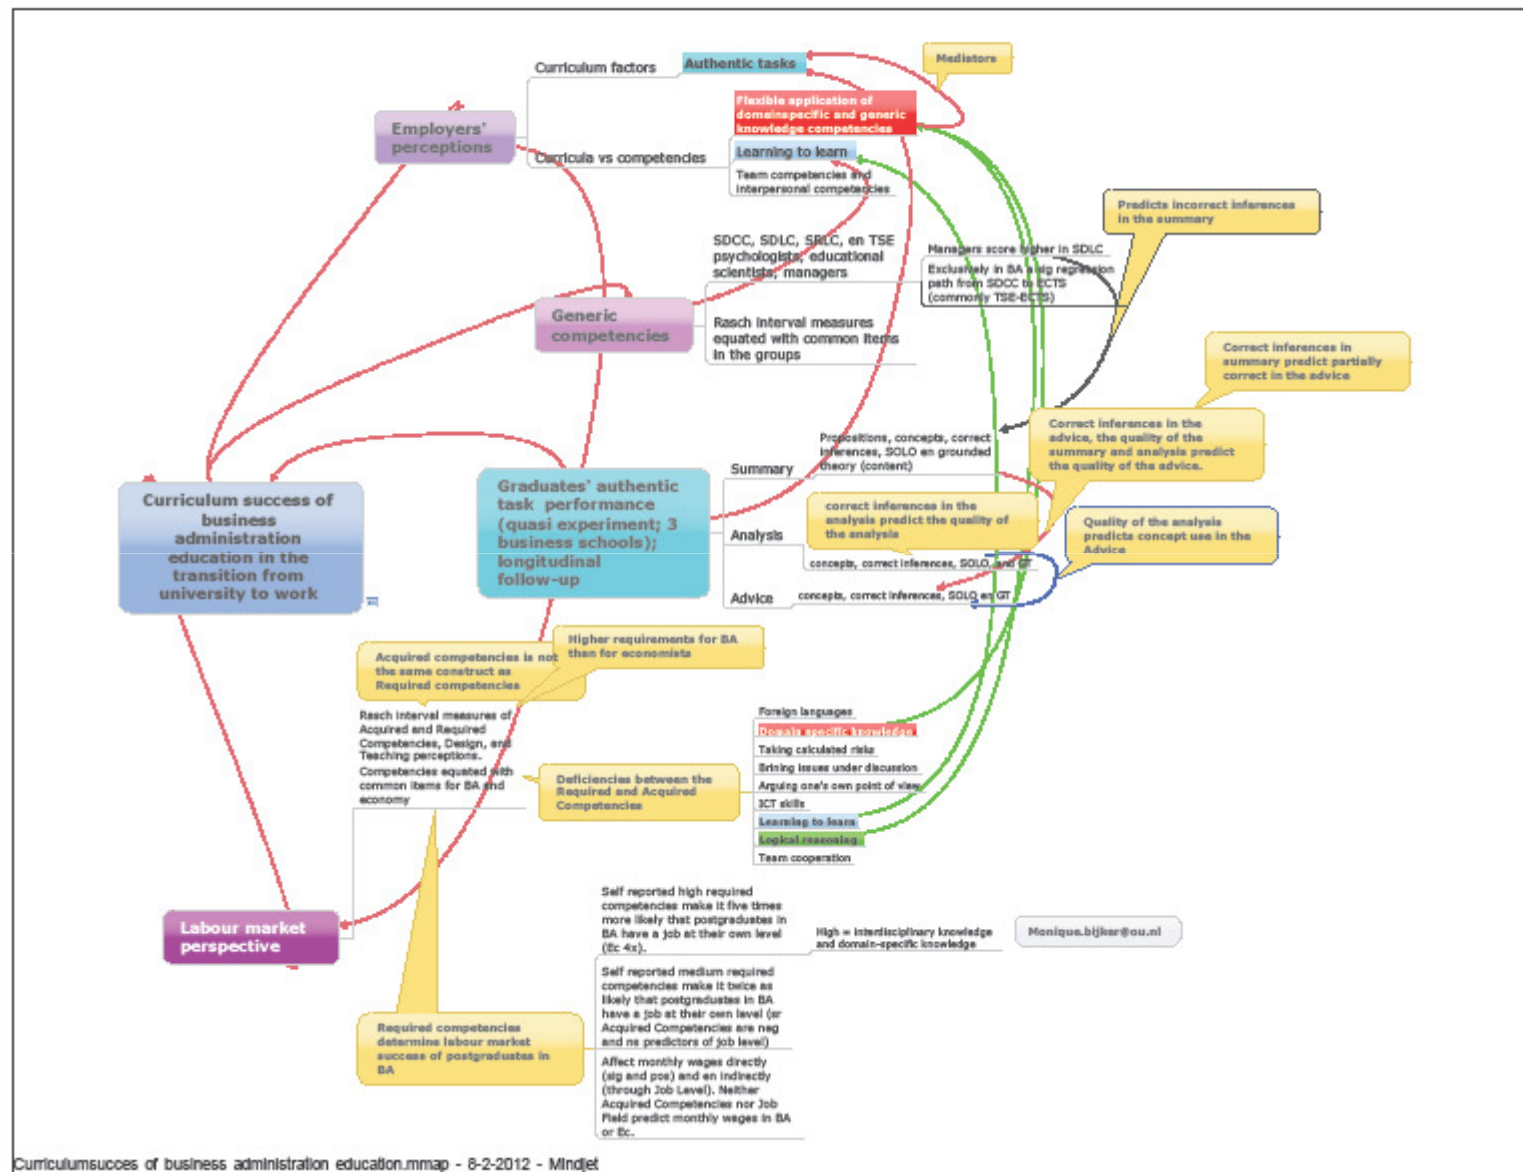 Curriculum factors
Authentic tasks
Mediators
Employers'
perceptions
Curricula vs competencies
Flexible application of
domeinspecific and generic
knowledge competencies
Learning to learn
Team competencies and
interpersonal competencies
Generic
competencies
SDCC, SDLC, SRLC, en TSE
psychologists, educational
scientists, managers
Managers score higher in SDLC
Exclusively in BA a sig regression
path from SDCC to ECTS
(commonly TSE-ECTS)
Predicts incorrect inferences
in the summary
Rasch interval measures
equated with common items
in the groups
Correct inferences in
summary predict partially
correct in the advice
Correct inferences in the
advice, the quality of the
summary and analysis predict
the quality of the advice.
Curriculum success of
business
administration
education in the
transition from
university to work
Graduates' authentic
task performance
(quasi experiment; 3
business schools);
longitudinal
follow-up
Summary
Propositions, concepts, correct
inferences, SOLO en grounded
theory (content)
correct inferences in the
analysis predict the quality of
the analysis
Quality of the analysis
predicts concept use in the
Advice
Analysis
concepts, correct inferences, SOLO, and GT
Advice
concepts, correct inferences, SOLO en GT
Acquired competencies is not
the same construct as
Required competencies
Higher requirements for BA
than for economists
Rasch interval measures of
Acquired and Required
Competencies, Design, and
Teaching perceptions.
Competencies equated with
common items for BA and
economy
Deficiencies between the
Required and Acquired
Competencies
Foreign languages
Domain specific knowledge
Taking calculated risks
Brining issues under discussion
Arguing one's own point of view
ICT skills
Learning to learn
Logical reasoning
Team cooperation
Labour market
perspective
Required competencies
determine labour market
success of postgraduates in
BA
Self reported high required
competencies make it five times
more likely that postgraduates in
BA have a job at their own level
(Ec 4x).
High = interdisciplinary knowledge
and domain-specific knowledge
Monique.bijker@ou.nl
Self reported medium required
competencies make it twice as
likely that postgraduates in BA
have a job at their own level (sr
Acquired Competencies are neg
and ns predictors of job level)
Affect monthly wages directly
(sig and pos) and en indirectly
(through Job Level). Neither
Acquired Competencies nor Job
Field predict monthly wages in BA
or Ec.
Curriculumsucces of business administration education.mmap - 8-2-2012 - Mindjet